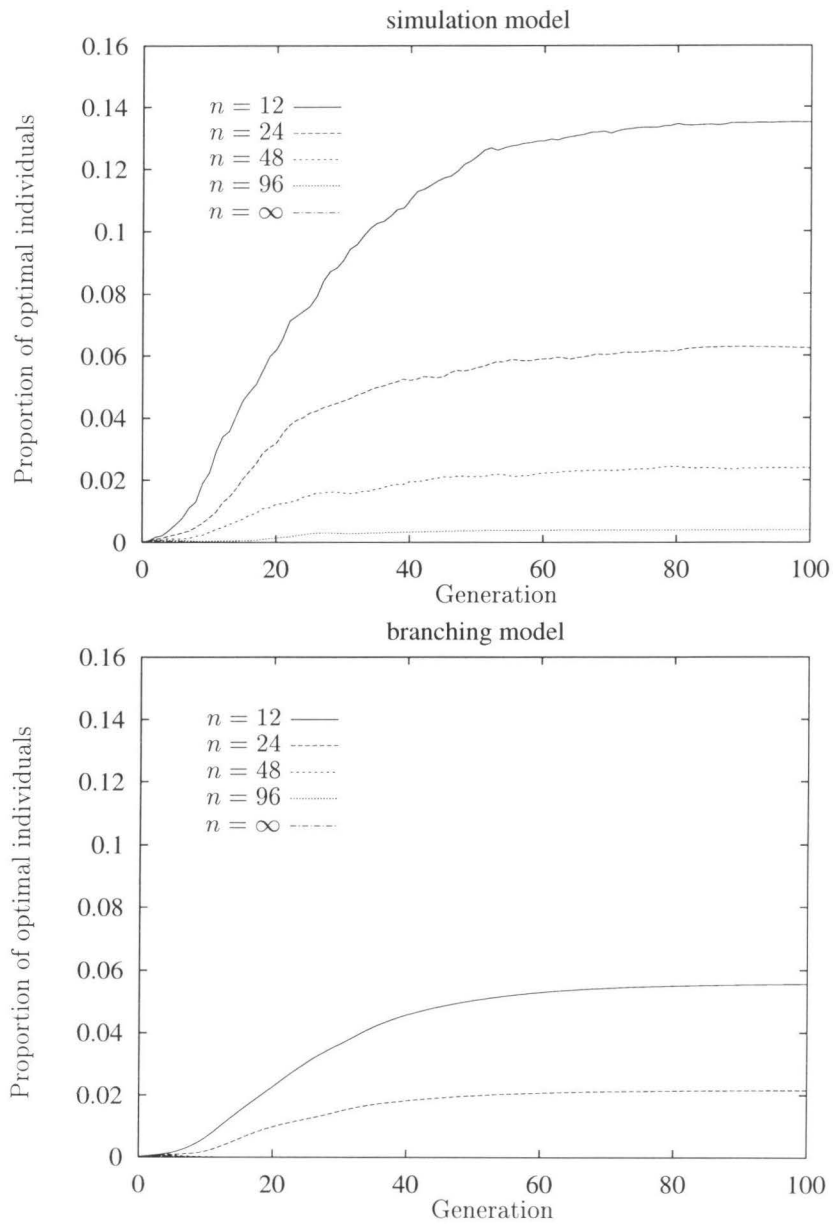 simulation model
0.16
0.14
0.12
0.1
0.08
0.06
0.04
0.02
0
Proportion of optimal individuals
n = 12
n = 24
n = 48
n = 96
n = ∞
0 20 40 60 80 100
Generation
branching model
0.16
0.14
0.12
0.1
0.08
0.06
0.04
0.02
0
Proportion of optimal individuals
n = 12
n = 24
n = 48
n = 96
n = ∞
0 20 40 60 80 100
Generation